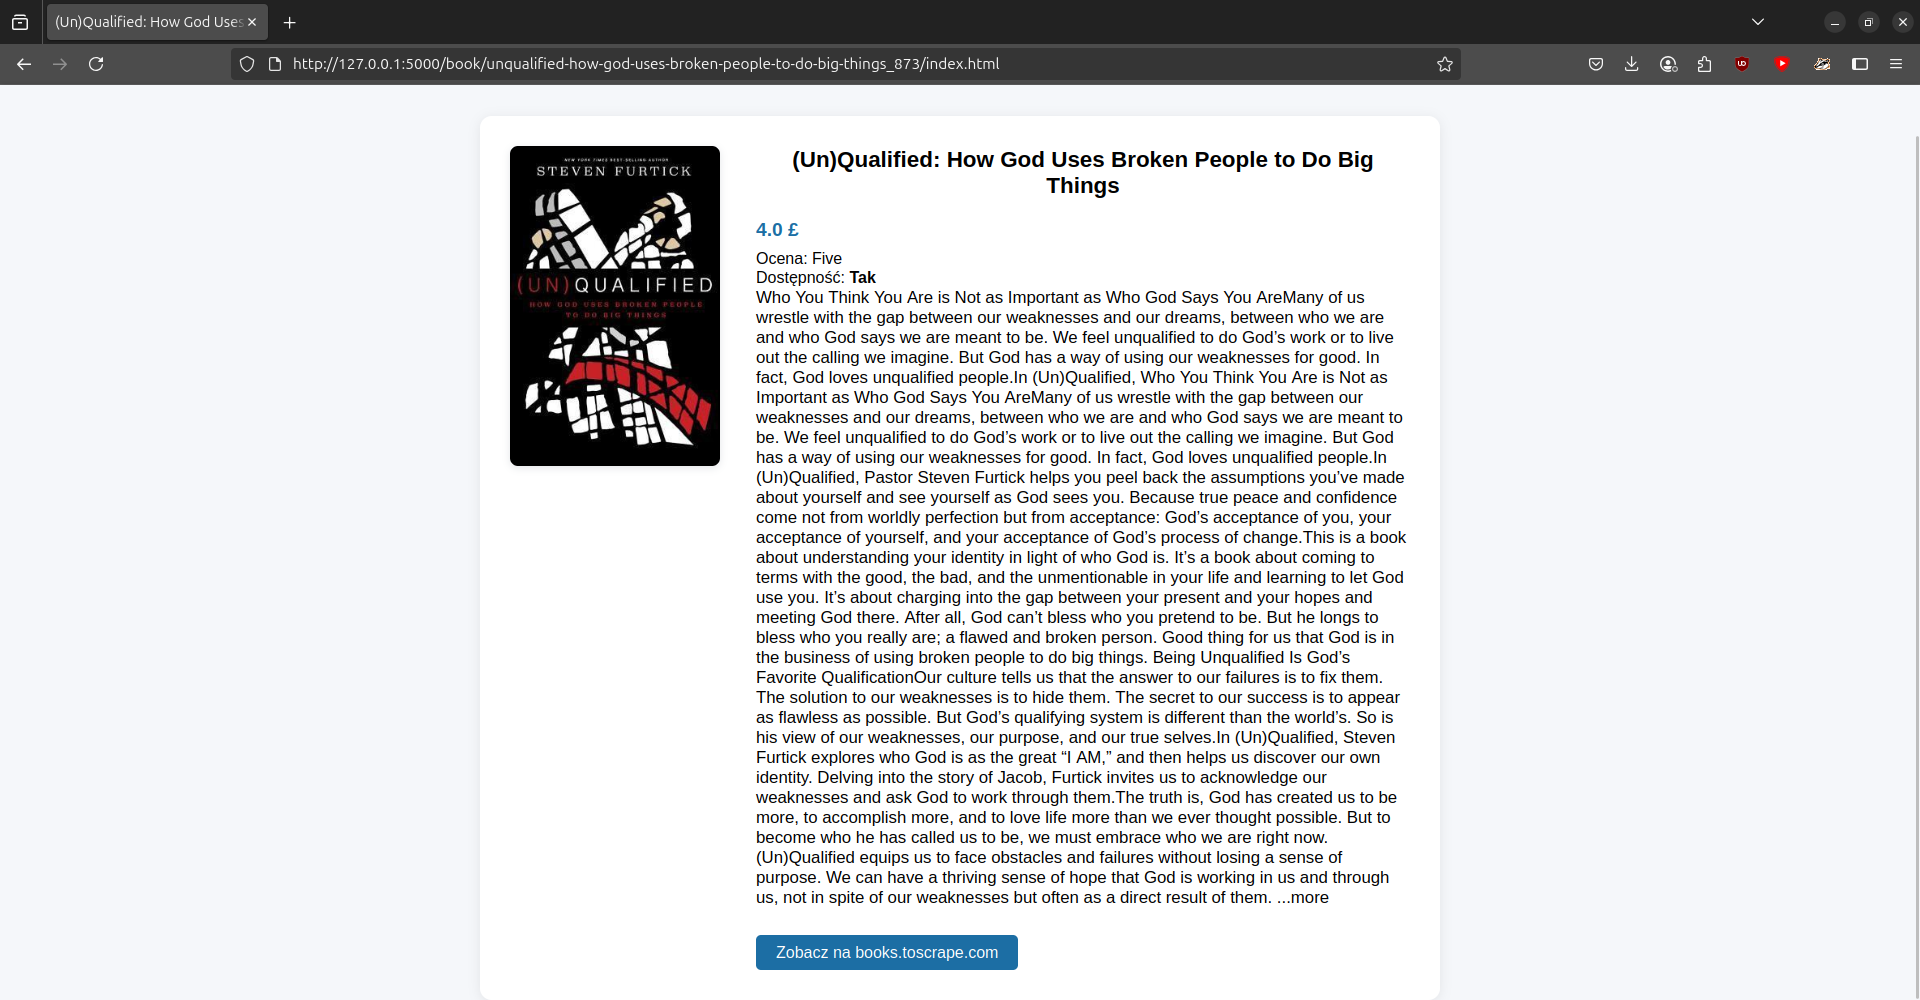 (Un)Qualified: How God Uses
http://127.0.0.1:5000/book/unqualified-how-god-uses-broken-people-to-do-big-things_873/index.html
NEW YORK TIMES BEST-SELLING AUTHOR
STEVEN FURTICK
(UN)QUALIFIED
HOW GOD USES BROKEN PEOPLE
TO DO BIG THINGS
(Un)Qualified: How God Uses Broken People to Do Big
Things
4.0 £
Ocena: Five
Dostępność: Tak
Who You Think You Are is Not as Important as Who God Says You AreMany of us
wrestle with the gap between our weaknesses and our dreams, between who we are
and who God says we are meant to be. We feel unqualified to do God’s work or to live
out the calling we imagine. But God has a way of using our weaknesses for good. In
fact, God loves unqualified people.In (Un)Qualified, Who You Think You Are is Not as
Important as Who God Says You AreMany of us wrestle with the gap between our
weaknesses and our dreams, between who we are and who God says we are meant to
be. We feel unqualified to do God’s work or to live out the calling we imagine. But God
has a way of using our weaknesses for good. In fact, God loves unqualified people.In
(Un)Qualified, Pastor Steven Furtick helps you peel back the assumptions you’ve made
about yourself and see yourself as God sees you. Because true peace and confidence
come not from worldly perfection but from acceptance: God’s acceptance of you, your
acceptance of yourself, and your acceptance of God’s process of change.This is a book
about understanding your identity in light of who God is. It’s a book about coming to
terms with the good, the bad, and the unmentionable in your life and learning to let God
use you. It’s about charging into the gap between your present and your hopes and
meeting God there. After all, God can’t bless who you pretend to be. But he longs to
bless who you really are; a flawed and broken person. Good thing for us that God is in
the business of using broken people to do big things. Being Unqualified Is God’s
Favorite QualificationOur culture tells us that the answer to our failures is to fix them.
The solution to our weaknesses is to hide them. The secret to our success is to appear
as flawless as possible. But God’s qualifying system is different than the world’s. So is
his view of our weaknesses, our purpose, and our true selves.In (Un)Qualified, Steven
Furtick explores who God is as the great “I AM,” and then helps us discover our own
identity. Delving into the story of Jacob, Furtick invites us to acknowledge our
weaknesses and ask God to work through them.The truth is, God has created us to be
more, to accomplish more, and to love life more than we ever thought possible. But to
become who he has called us to be, we must embrace who we are right now.
(Un)Qualified equips us to face obstacles and failures without losing a sense of
purpose. We can have a thriving sense of hope that God is working in us and through
us, not in spite of our weaknesses but often as a direct result of them. ...more
Zobacz na books.toscrape.com